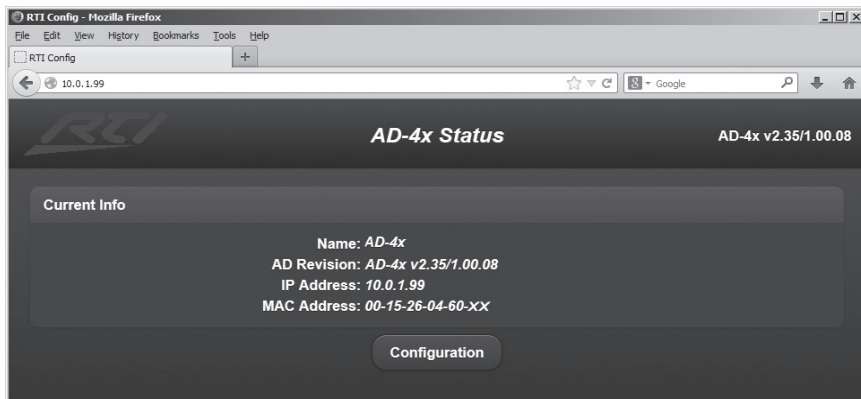 RTI Config - Mozilla Firefox
File Edit View History Bookmarks Tools Help
RTI Config
10.0.1.99
Google
RTI
AD-4x Status
AD-4x v2.35/1.00.08
Current Info
Name: AD-4x
AD Revision: AD-4x v2.35/1.00.08
IP Address: 10.0.1.99
MAC Address: 00-15-26-04-60-XX
Configuration